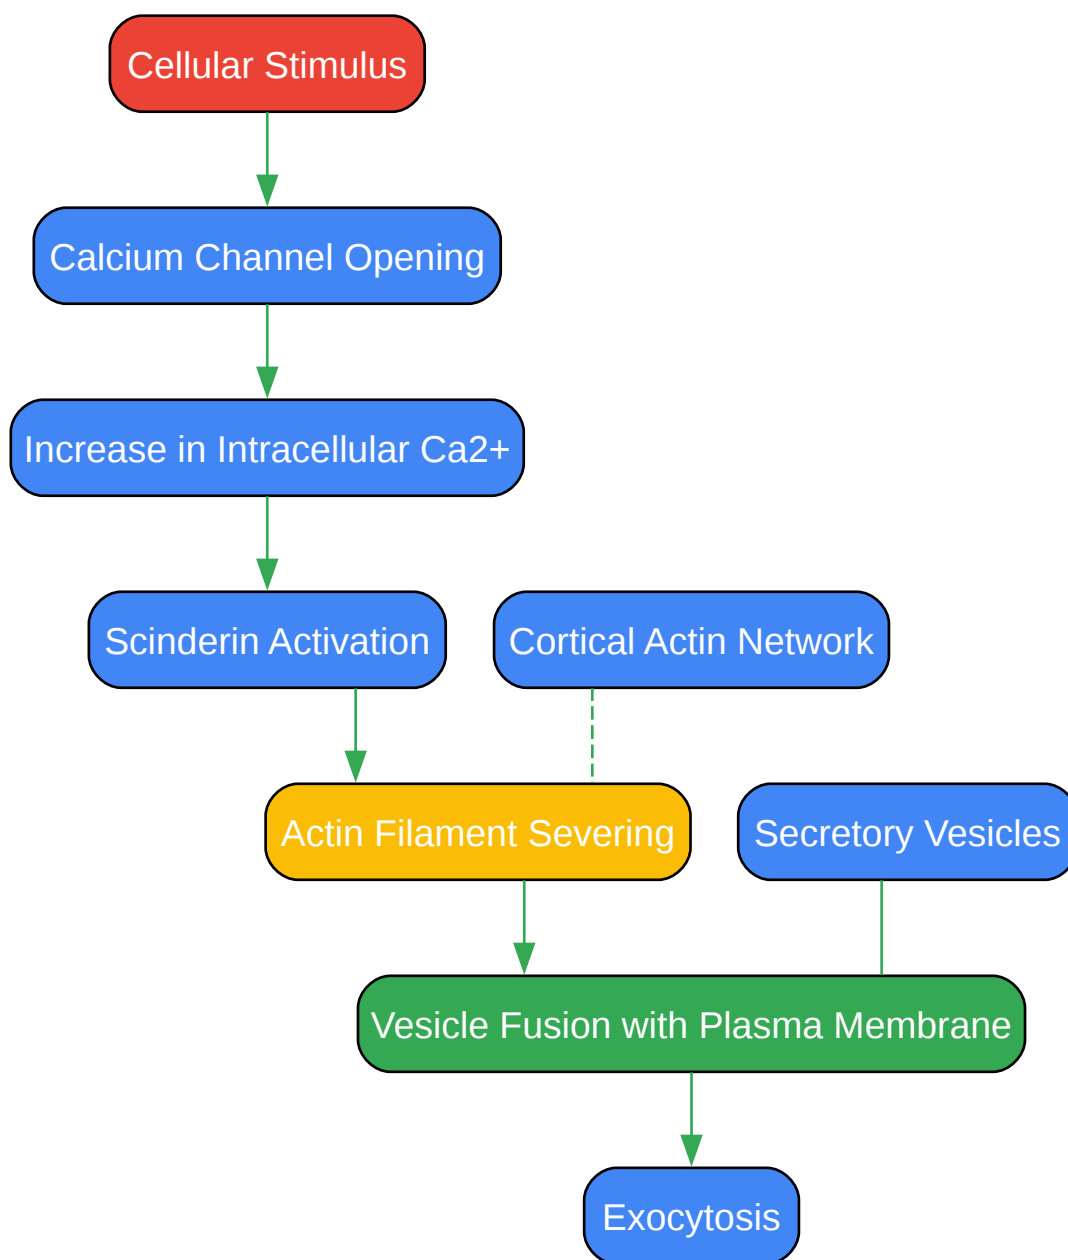 Cellular Stimulus
Calcium Channel Opening
Increase in Intracellular Ca2+
Scinderin Activation
Cortical Actin Network
Actin Filament Severing
Secretory Vesicles
Vesicle Fusion with Plasma Membrane
Exocytosis